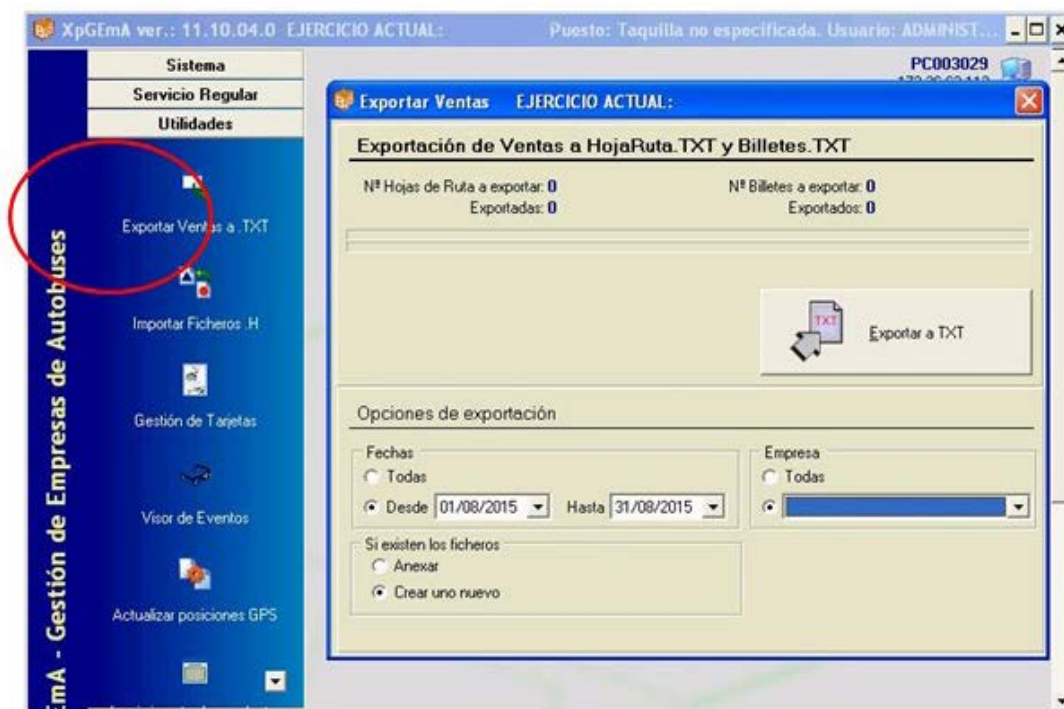 XpGEmA ver.: 11.10.04.0 EJERCICIO ACTUAL: Puesto: Taquilla no especificada. Usuario: ADMINIST...
Sistema
Servicio Regular
Utilidades
Exportar Ventas a .TXT
Importar Ficheros .H
Gestión de Tarjetas
Visor de Eventos
Actualizar posiciones GPS
EmA - Gestión de Empresas de Autobuses
PC003029
Exportar Ventas EJERCICIO ACTUAL:
Exportación de Ventas a HojaRuta.TXT y Billetes.TXT
Nª Hojas de Ruta a exportar: 0 Nª Billetes a exportar: 0
Exportadas: 0 Exportados: 0
TXT
Exportar a TXT
Opciones de exportación
Fechas
Todas
Desde 01/08/2015 Hasta 31/08/2015
Empresa
Todas
Si existen los ficheros
Anexar
Crear uno nuevo